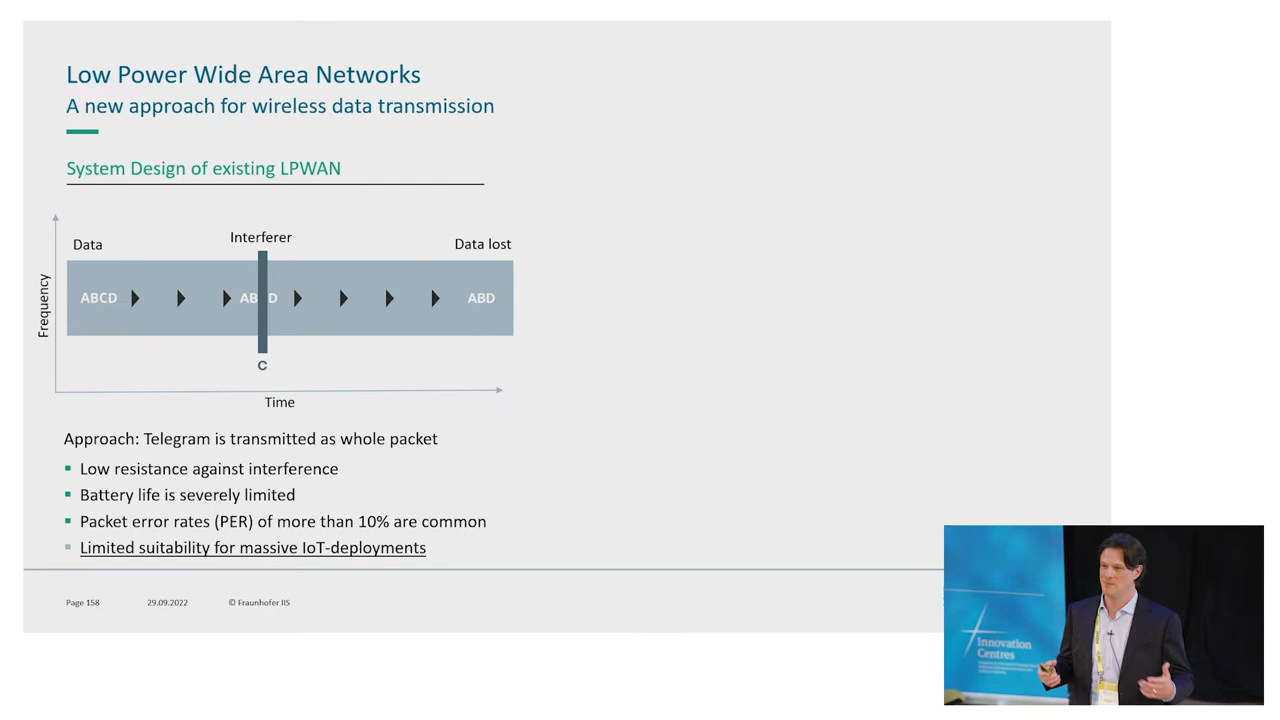 Low Power Wide Area Networks
A new approach for wireless data transmission
System Design of existing LPWAN
Data
Interferer
Data lost
Frequency
ABCD
AB D
ABD
C
Time
Approach: Telegram is transmitted as whole packet
Low resistance against interference
Battery life is severely limited
Packet error rates (PER) of more than 10% are common
Limited suitability for massive IoT-deployments
Page 158
29.09.2022
© Fraunhofer IIS
Innovation
Centres